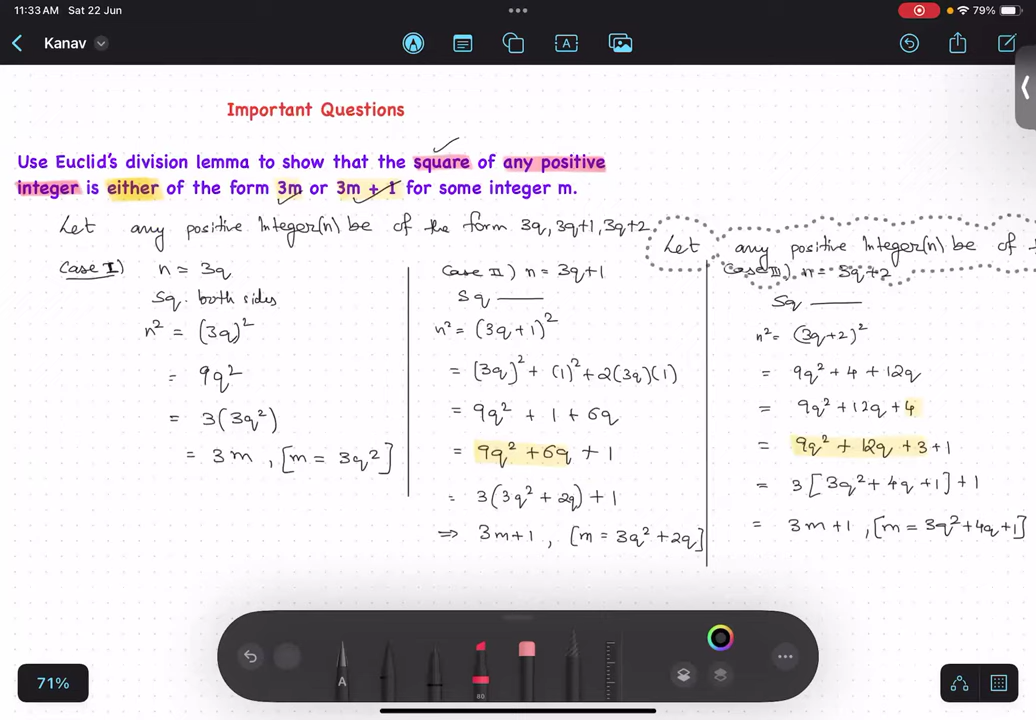 11:33 AM Sat 22 Jun
79%
Kanav
Important Questions
Use Euclid's division lemma to show that the square of any positive
integer is either of the form 3m or 3m + 1 for some integer m.
Let any positive Integer(n) be of the form 3q, 3q+1, 3q+2.
Let any positive Integer(n) be of
Case I) n = 3q
Sq. both sides
n² = (3q)²
= 9q²
= 3(3q²)
= 3m , [m = 3q²]
Case II) n = 3q+1
Sq
n² = (3q+1)²
= (3q)² + (1)² + 2(3q)(1)
= 9q² + 1 + 6q
= 9q² + 6q + 1
= 3(3q² + 2q) + 1
⇒ 3m+1 , [m = 3q² + 2q]
Case III) n = 3q+2
Sq
n² = (3q+2)²
= 9q² + 4 + 12q
= 9q² + 12q + 4
= 9q² + 12q + 3 + 1
= 3[3q² + 4q + 1] + 1
= 3m+1 , [m = 3q²+4q+1]
A
80
71%